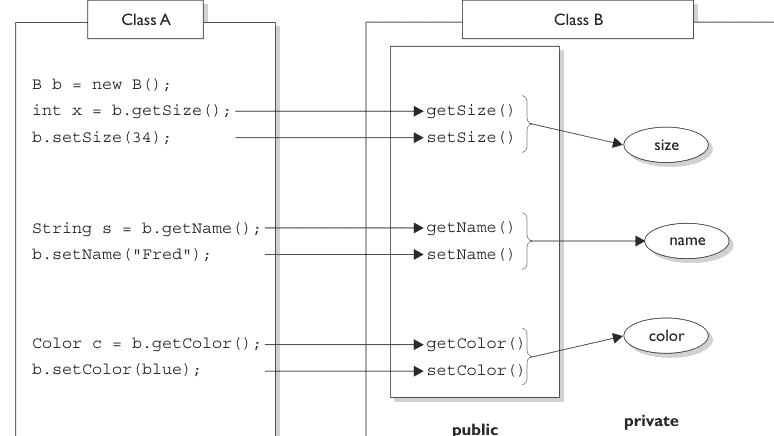 Class A
B b = new B();
int x = b.getSize();
b.setSize(34);
String s = b.getName();
b.setName("Fred");
Color c = b.getColor();
b.setColor(blue);
Class B
getSize()
setSize()
getName()
setName()
getColor()
setColor()
public
size
name
color
private